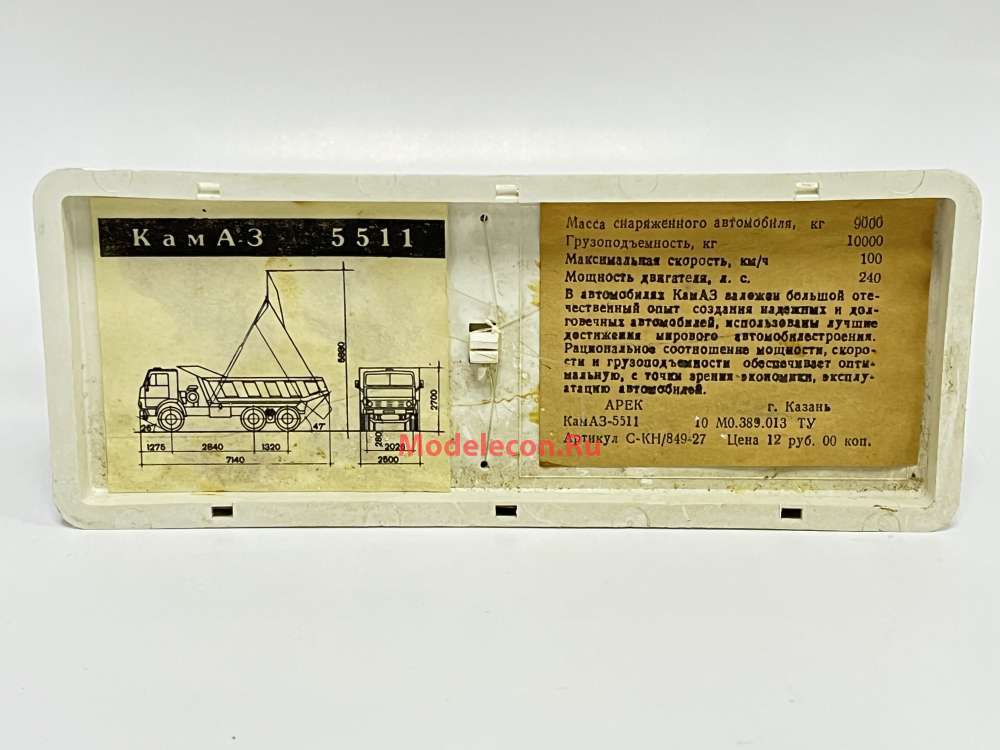 КамАЗ 5511
6680
2700
267
47°
280
1275 2840 1320 2026
7140 2500
Масса снаряженного автомобиля, кг 9000
Грузоподъемность, кг 10000
Максимальная скорость, км/ч 100
Мощность двигателя, л. с. 240
В автомобилях КамАЗ заложен большой оте-
чественный опыт создания надежных и дол-
говечных автомобилей, использованы лучшие
достижения мирового автомобилестроения.
Рациональное соотношение мощности, скоро-
сти и грузоподъемности обеспечивает опти-
мальную, с точки зрения экономики, эксплу-
атацию автомобилей.
АРЕК г. Казань
КамАЗ-5511 10 М0.389.013 ТУ
Артикул С-КН/849-27 Цена 12 руб. 00 коп.
Modelecon.Ru